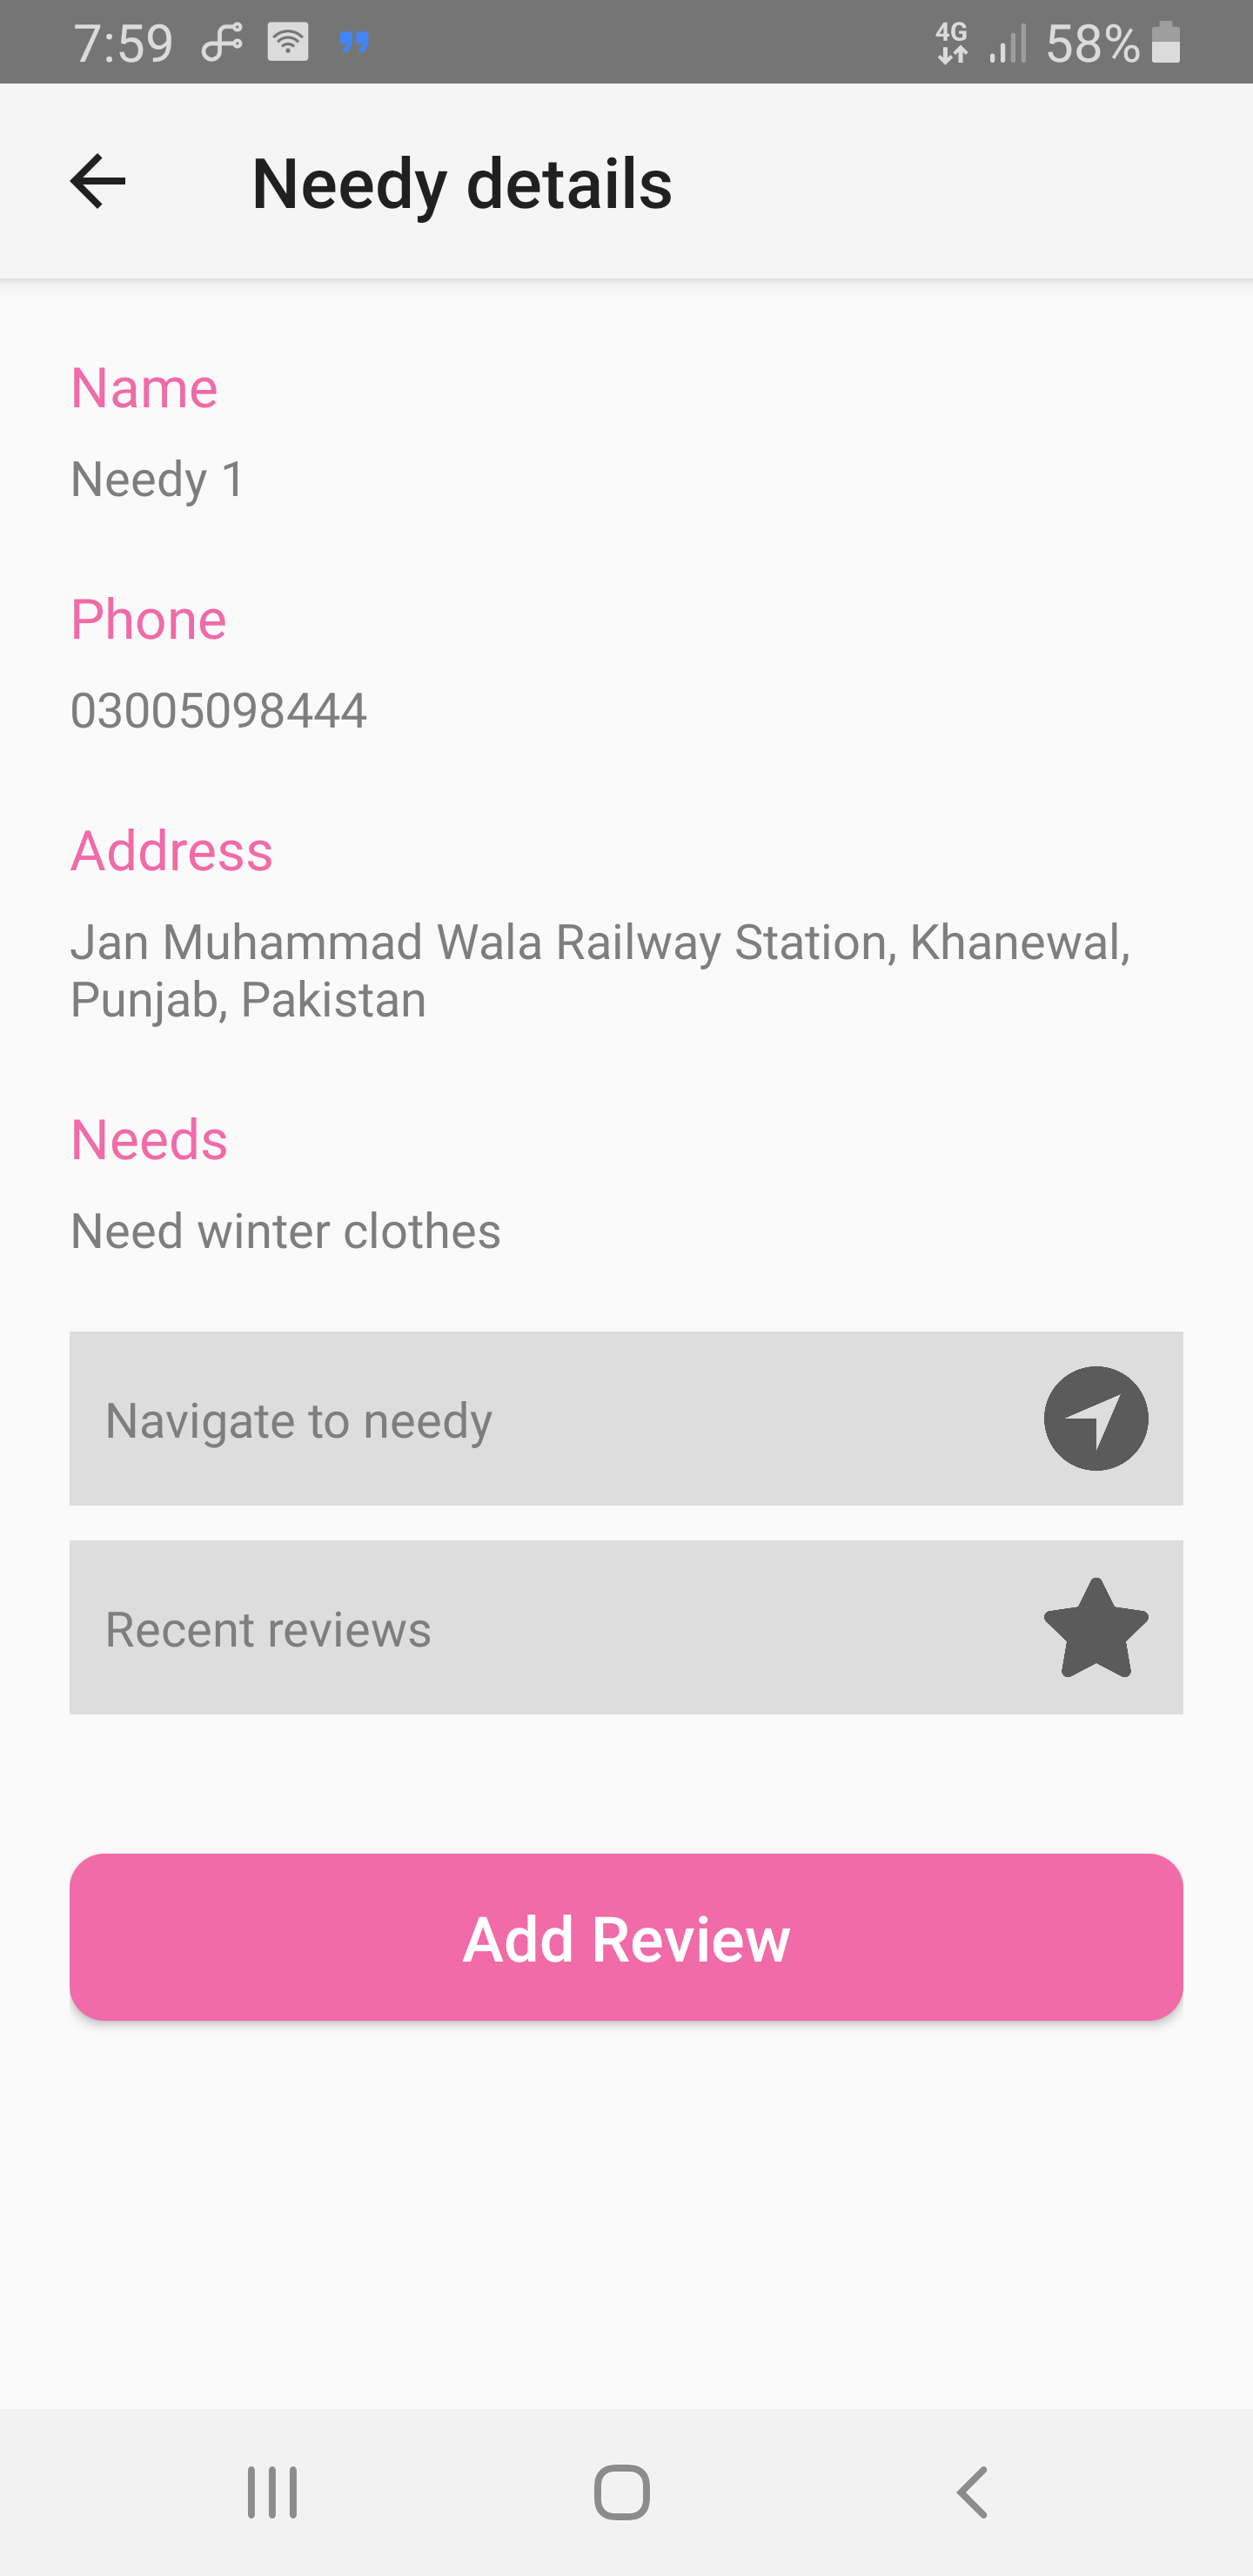 7:59 4G 58%
Needy details
Name
Needy 1
Phone
03005098444
Address
Jan Muhammad Wala Railway Station, Khanewal,
Punjab, Pakistan
Needs
Need winter clothes
Navigate to needy
Recent reviews
Add Review